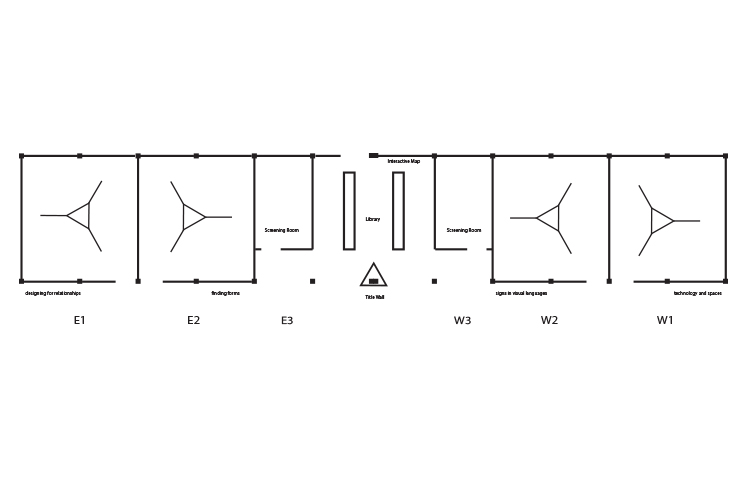 Interactive Map
Library
Screening Room
Screening Room
Title Wall
designing for relationships
finding forms
signs in visual languages
technology and spaces
E1
E2
E3
W3
W2
W1